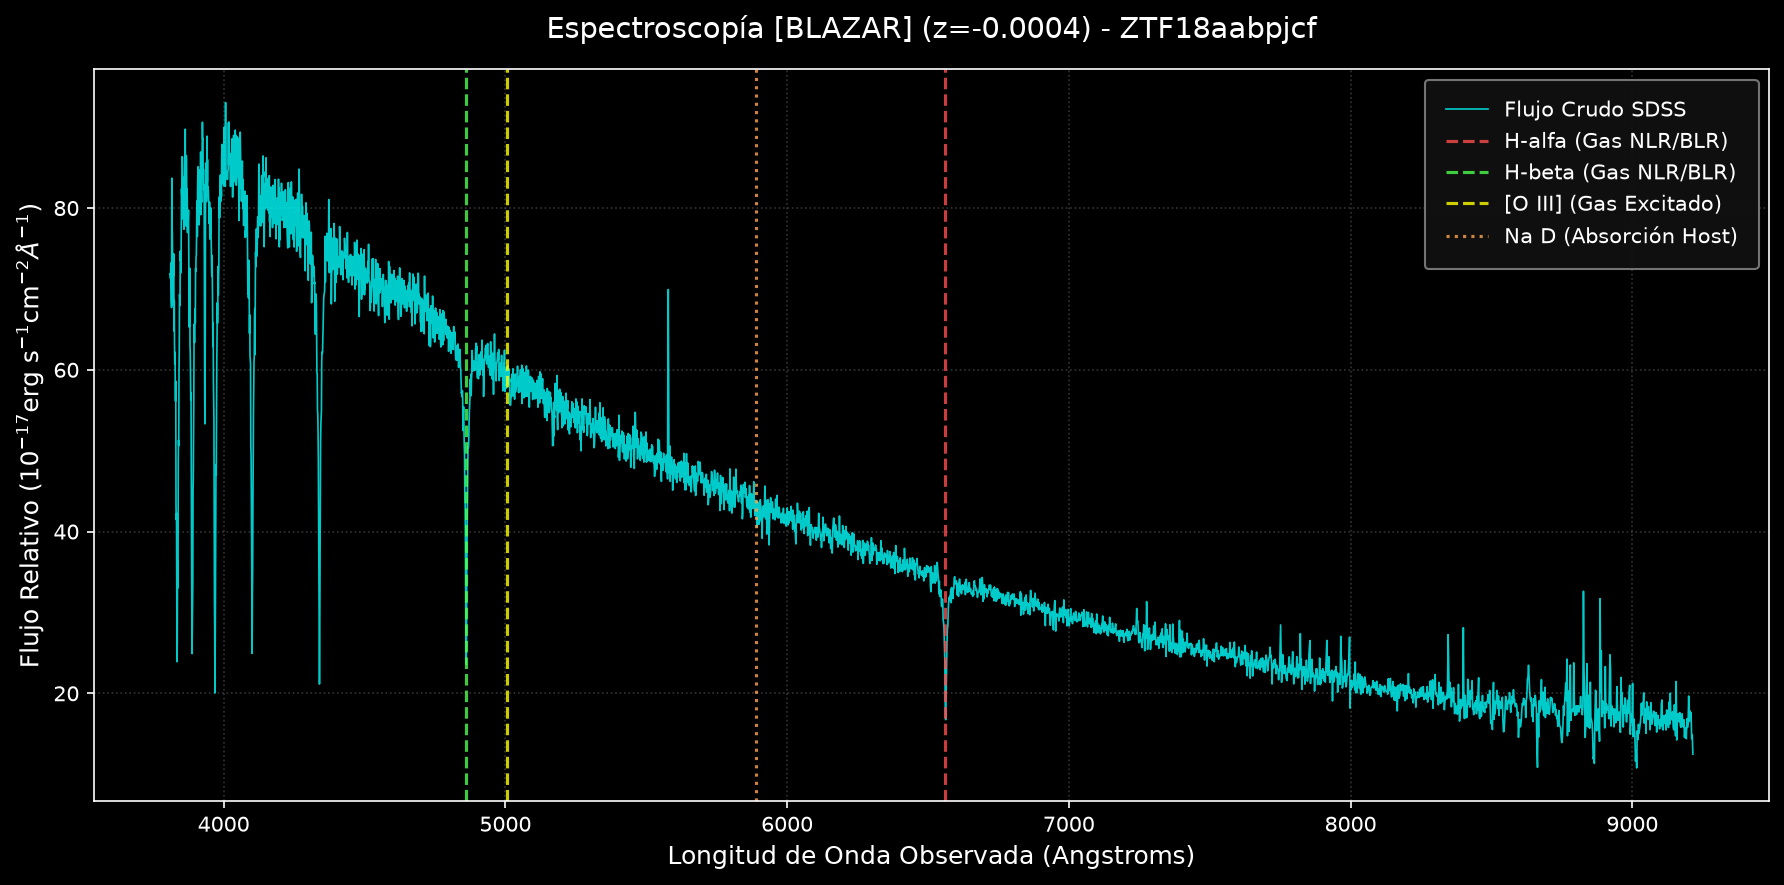 Espectroscopía [BLAZAR] (z=-0.0004) - ZTF18aabpjcf
Flujo Crudo SDSS
H-alfa (Gas NLR/BLR)
H-beta (Gas NLR/BLR)
[O III] (Gas Excitado)
Na D (Absorción Host)
Flujo Relativo (10⁻¹⁷erg s⁻¹cm⁻²Å⁻¹)
80
60
40
20
4000 5000 6000 7000 8000 9000
Longitud de Onda Observada (Angstroms)